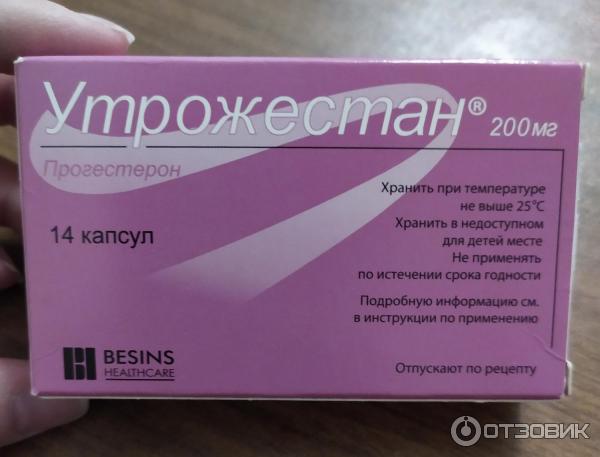 Утрожестан® 200мг
Прогестерон
14 капсул
Хранить при температуре
не выше 25°С
Хранить в недоступном
для детей месте
Не применять
по истечении срока годности
Подробную информацию см.
в инструкции по применению
BESINS
HEALTHCARE
Отпускают по рецепту
ОТЗОВИК